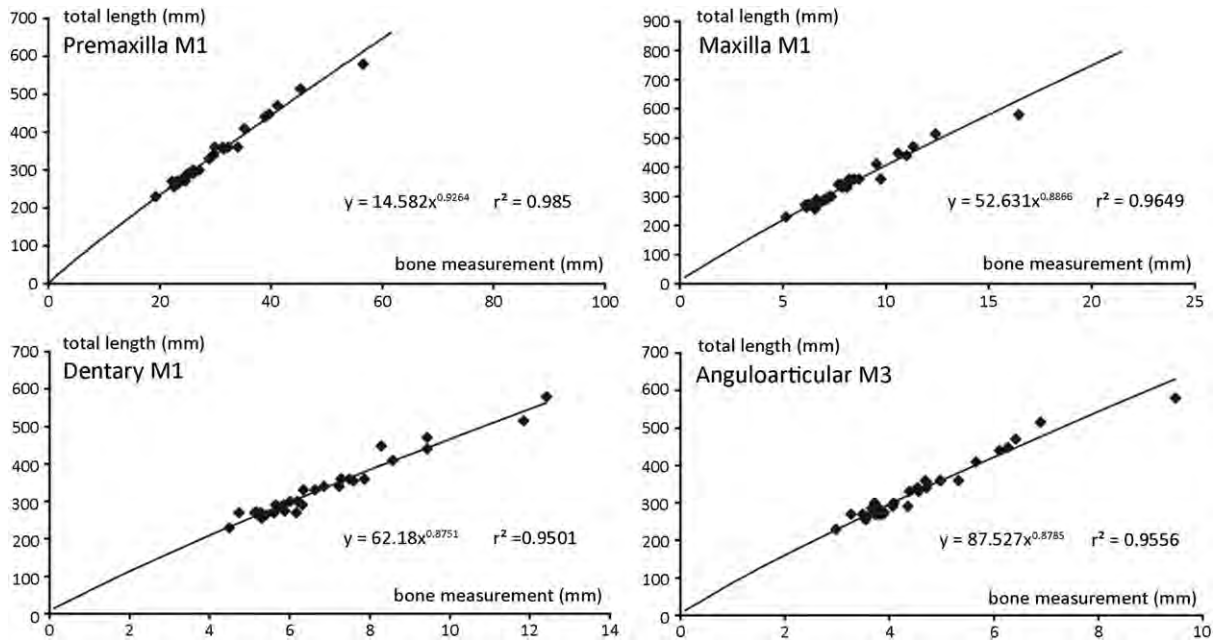 total length (mm)
Premaxilla M1
700
600
500
400
300
200
100
0
y = 14.582x^0.9264 r² = 0.985
bone measurement (mm)
20 40 60 80 100
total length (mm)
Maxilla M1
900
800
700
600
500
400
300
200
100
0
y = 52.631x^0.8866 r² = 0.9649
bone measurement (mm)
0 5 10 15 20 25
total length (mm)
Dentary M1
700
600
500
400
300
200
100
0
y = 62.18x^0.8751 r² =0.9501
bone measurement (mm)
0 2 4 6 8 10 12 14
total length (mm)
Anguloarticular M3
700
600
500
400
300
200
100
0
y = 87.527x^0.8785 r² = 0.9556
bone measurement (mm)
0 2 4 6 8 10